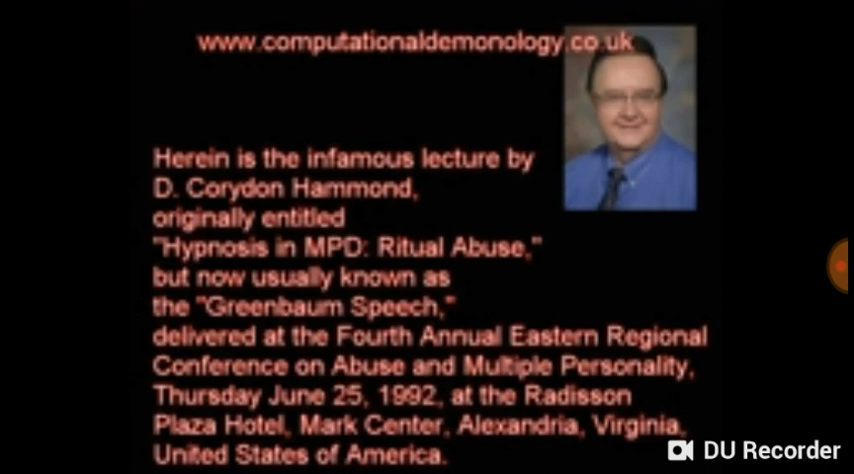 www.computationaldemonology.co.uk
Herein is the infamous lecture by
D. Corydon Hammond,
originally entitled
"Hypnosis in MPD: Ritual Abuse,"
but now usually known as
the "Greenbaum Speech,"
delivered at the Fourth Annual Eastern Regional
Conference on Abuse and Multiple Personality,
Thursday June 25, 1992, at the Radisson
Plaza Hotel, Mark Center, Alexandria, Virginia,
United States of America.
DU Recorder